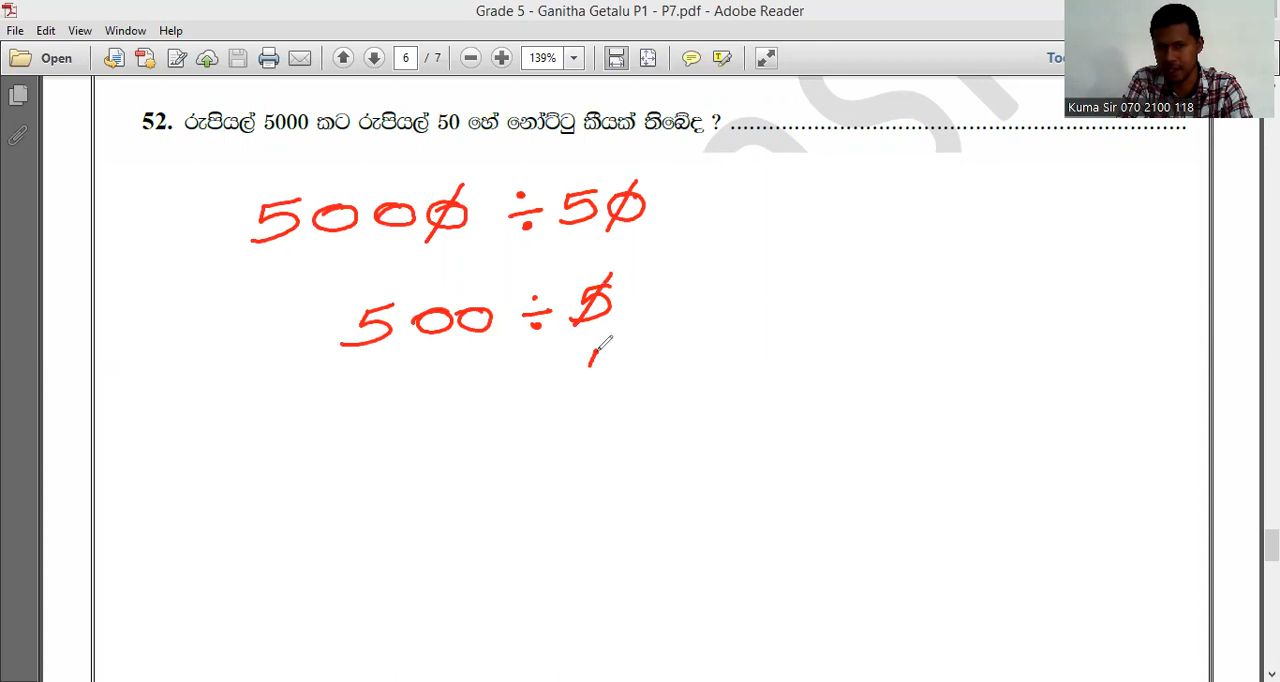 Grade 5 - Ganitha Getalu P1 - P7.pdf - Adobe Reader
File Edit View Window Help
Open 6 / 7 139%
Kuma Sir 070 2100 118
52. රුපියල් 5000 කට රුපියල් 50 හේ නෝට්ටු කීයක් තිබේද ? ........................................................................
5000 ÷ 50
500 ÷ 5
1